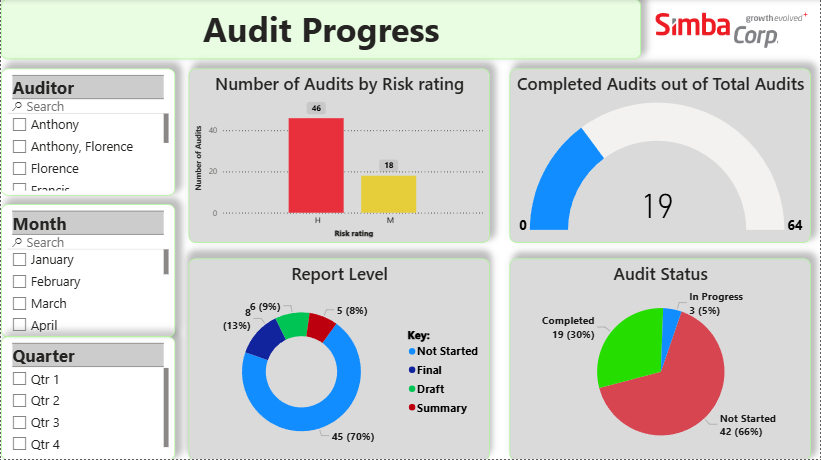 Audit Progress
Simba
Corp.
growthevolved
Auditor
Search
Anthony
Anthony, Florence
Florence
Francis
Month
Search
January
February
March
April
Quarter
Qtr 1
Qtr 2
Qtr 3
Qtr 4
Number of Audits by Risk rating
Number of Audits
40
20
0
46
18
H
M
Risk rating
Completed Audits out of Total Audits
19
0
64
Report Level
8
(13%)
6 (9%)
5 (8%)
45 (70%)
Key:
Not Started
Final
Draft
Summary
Audit Status
In Progress
3 (5%)
Completed
19 (30%)
Not Started
42 (66%)